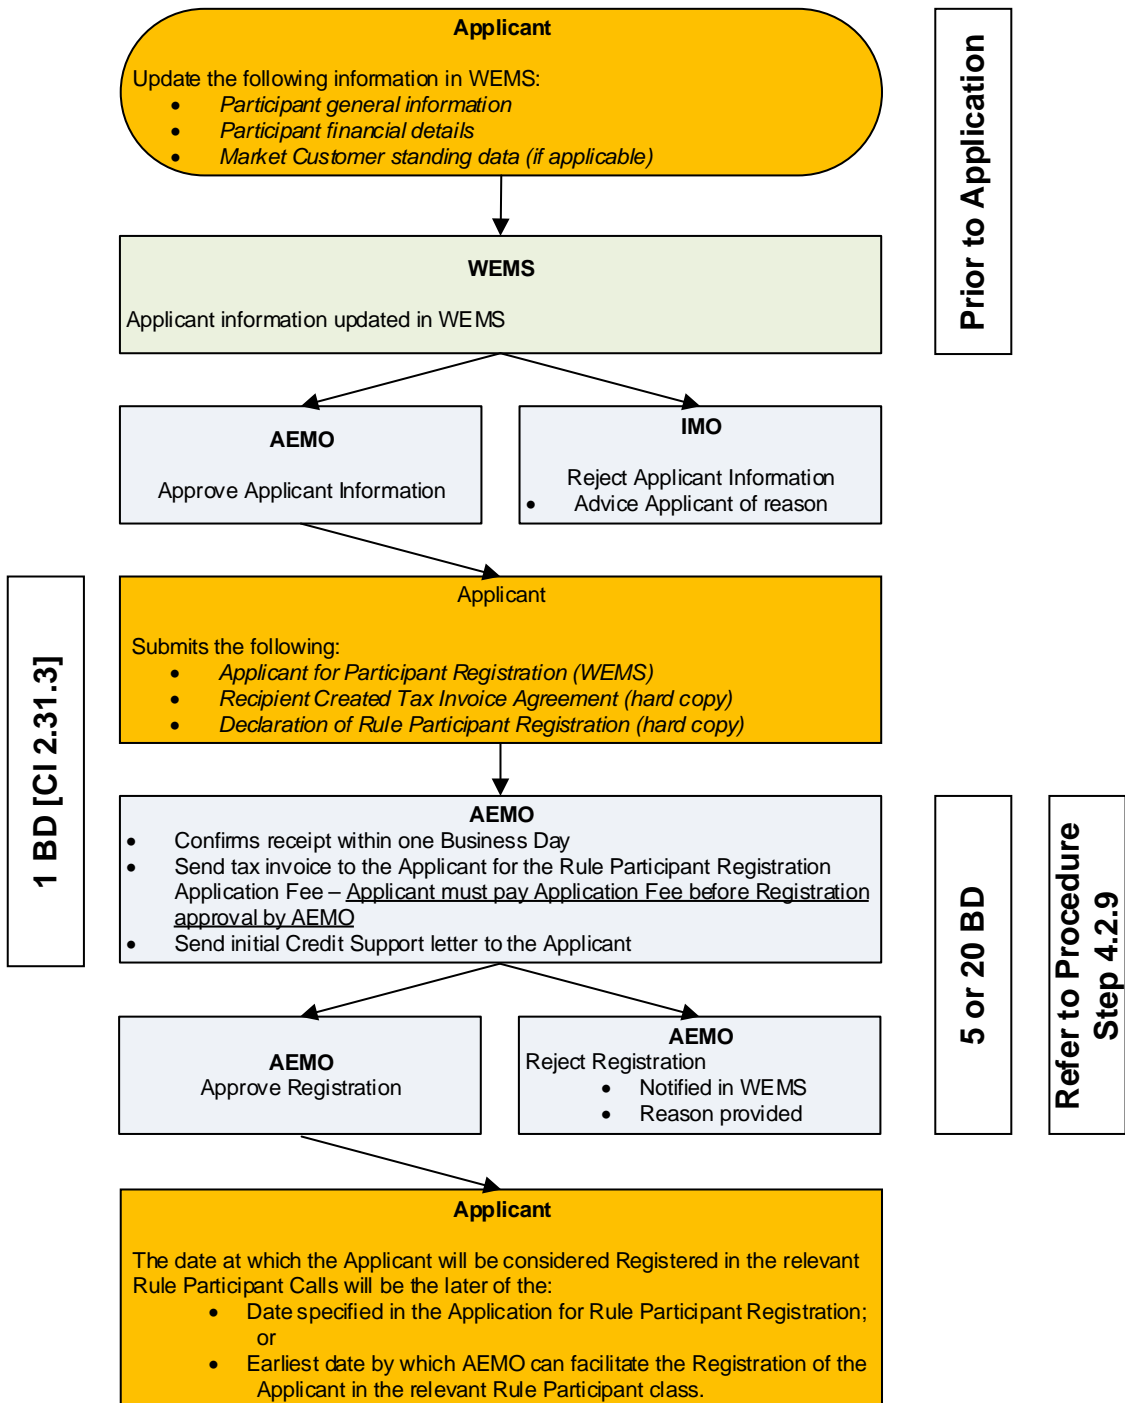 Applicant
Update the following information in WEMS:
• Participant general information
• Participant financial details
• Market Customer standing data (if applicable)
Prior to Application
WEMS
Applicant information updated in WEMS
AEMO
Approve Applicant Information
IMO
Reject Applicant Information
• Advice Applicant of reason
1 BD [Cl 2.31.3]
Applicant
Submits the following:
• Applicant for Participant Registration (WEMS)
• Recipient Created Tax Invoice Agreement (hard copy)
• Declaration of Rule Participant Registration (hard copy)
AEMO
• Confirms receipt within one Business Day
• Send tax invoice to the Applicant for the Rule Participant Registration
Application Fee – Applicant must pay Application Fee before Registration
approval by AEMO
• Send initial Credit Support letter to the Applicant
5 or 20 BD
Refer to Procedure
Step 4.2.9
AEMO
Approve Registration
AEMO
Reject Registration
• Notified in WEMS
• Reason provided
Applicant
The date at which the Applicant will be considered Registered in the relevant
Rule Participant Calls will be the later of the:
• Date specified in the Application for Rule Participant Registration;
or
• Earliest date by which AEMO can facilitate the Registration of the
Applicant in the relevant Rule Participant class.